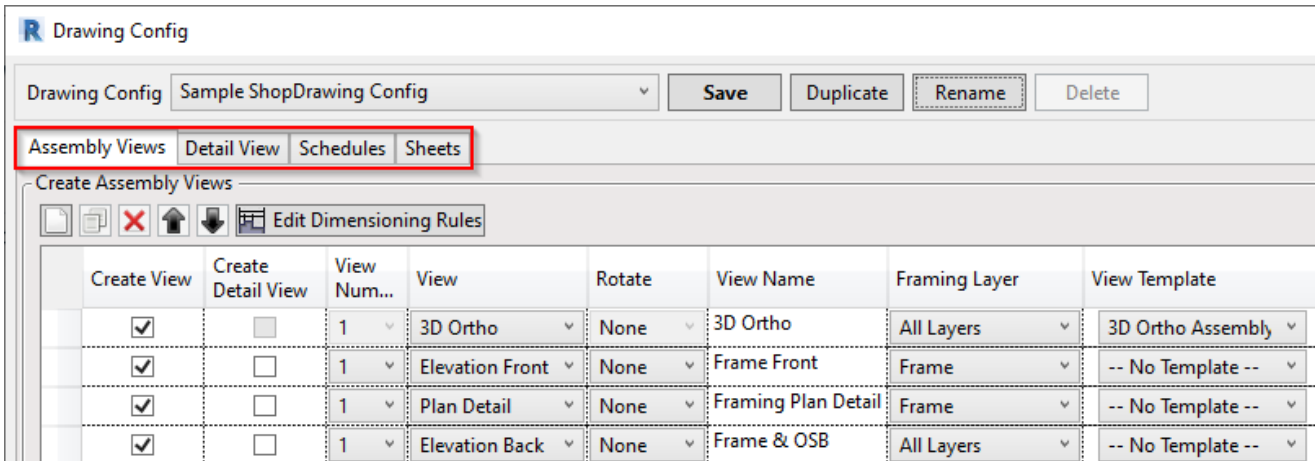 Drawing Config
Drawing Config Sample ShopDrawing Config Save Duplicate Rename Delete
Assembly Views Detail View Schedules Sheets
Create Assembly Views
Edit Dimensioning Rules
Create View Create Detail View View Num... View Rotate View Name Framing Layer View Template
1 3D Ortho None 3D Ortho All Layers 3D Ortho Assembly
1 Elevation Front None Frame Front Frame -- No Template --
1 Plan Detail None Framing Plan Detail Frame -- No Template --
1 Elevation Back None Frame & OSB All Layers -- No Template --